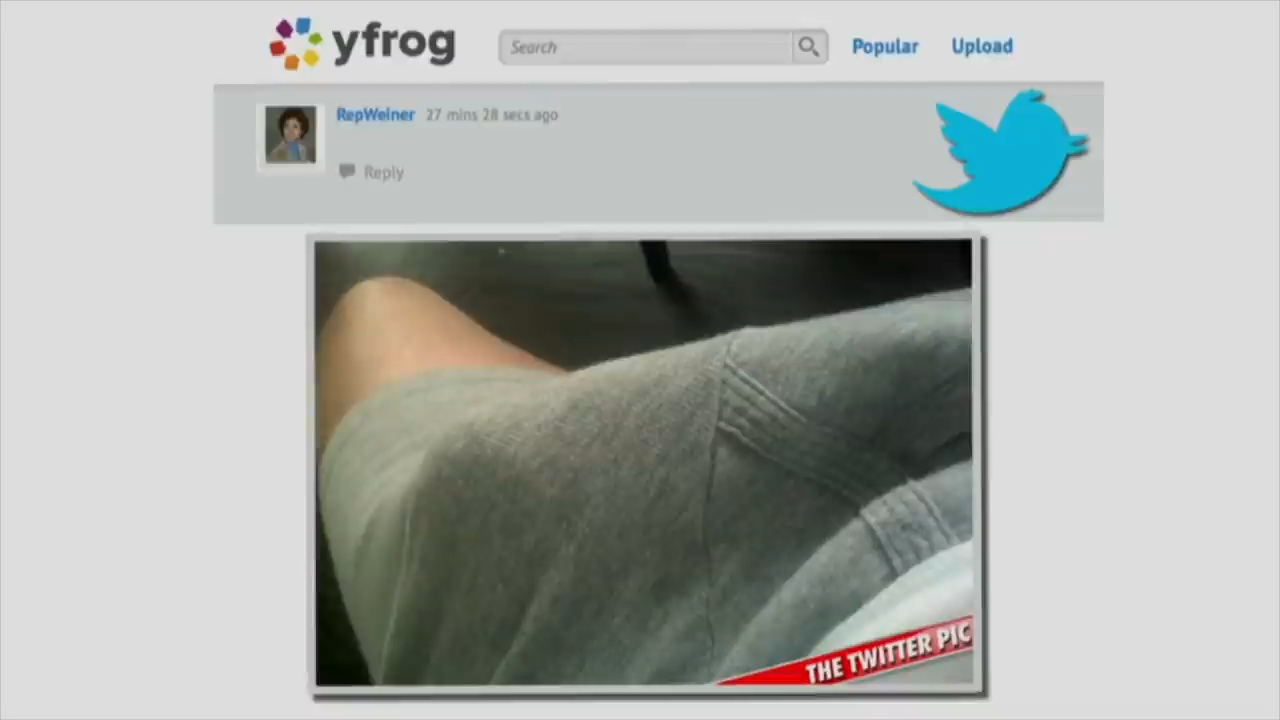 yfrog
Search
Popular
Upload
RepWeiner 27 mins 28 secs ago
Reply
THE TWITTER PIC